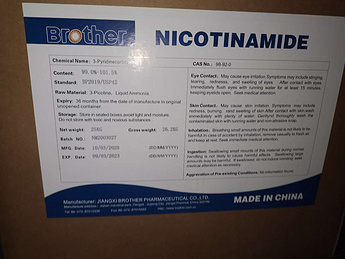 Brother NICOTINAMIDE
Chemical Name: 3-Pyridinecar
CAS No.: 98-92-0
Content: 99.0%-101.5%
Standard:
Raw material: 3-Picoline, Liquid Ammonia.
Expiry: 36 months from the date of manufacture in original
unopened container.
Storage: Store in sealed boxes, avoid light and moisture
Do not store with toxic and noxious substances
Net weight: 25KG Gross weight:
Batch NO.
MFG. DATE (DD/MM/YYYY)
EXP. DATE 09/03/2023 (DD/MM/YYYY)
Eye Contact: May cause eye irritation. Symptoms may include stinging,
tearing, redness, and swelling of eyes. After contact with eyes,
Immediately flush eyes with running water for at least 15 minutes,
keeping eyelids open. Seek medical attention.
Skin Contact: May cause skin irritation. Symptoms may include
redness, burning, and swelling of skin. After contact with skin wash
immediately with plenty of water. thoroughly wash the
contaminated skin with running water and non-abrasive soap.
Inhalation: Breathing small amounts of this material is not likely to be
harmful. In case of accident by inhalation, remove casualty to fresh air
and keep at rest. Seek immediate medical attention.
Ingestion: Swallowing small amounts of this material during normal
handling is not likely to cause harmful effects. Swallowing large
amounts may be harmful. If swallowed, do not induce vomiting, seek
medical attention as necessary.
Aggravation of Pre-existing Conditions: No information found.
Manufacturer: JIANGXI BROTHER PHARMACEUTICAL CO., LTD.
MADE IN CHINA